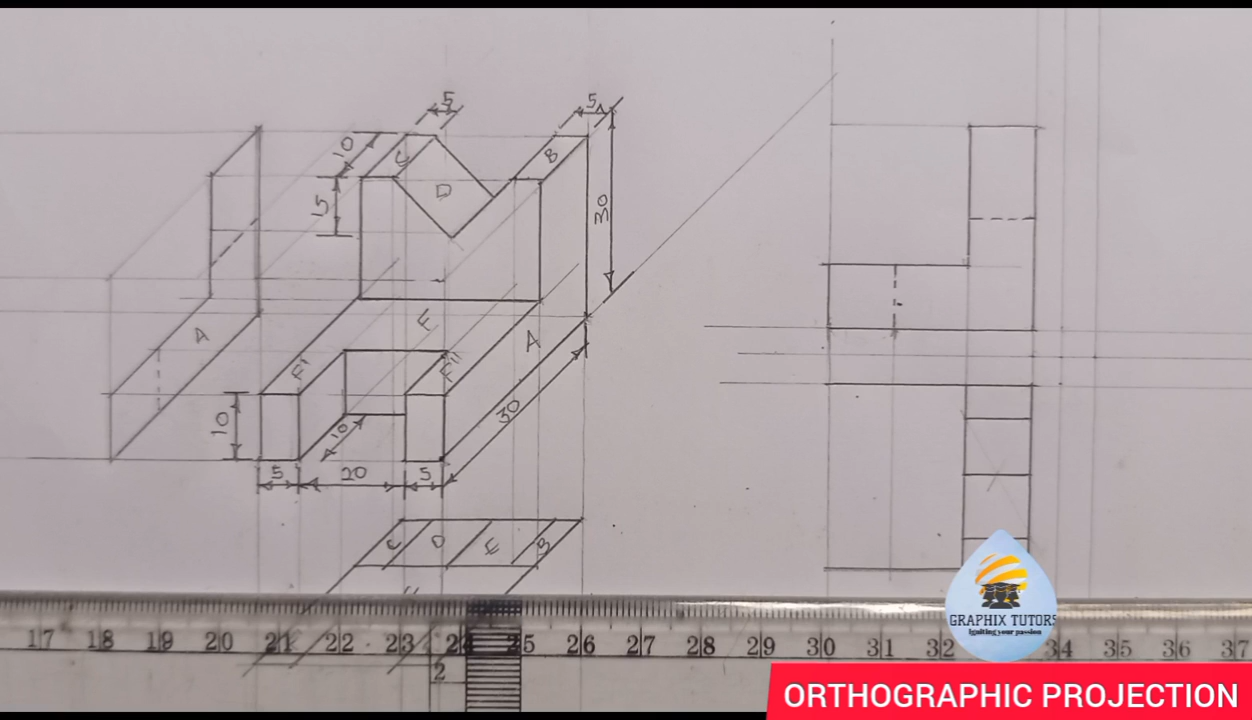 5
5
10
C
B
D
15
30
E
A
A
F'
F''
10
10
30
5
20
5
C
D
E
B
GRAPHIX TUTORS
Igniting your passion
17 18 19 20 21 22 23 24 25 26 27 28 29 30 31 32 34 35 36 37
2
ORTHOGRAPHIC PROJECTION